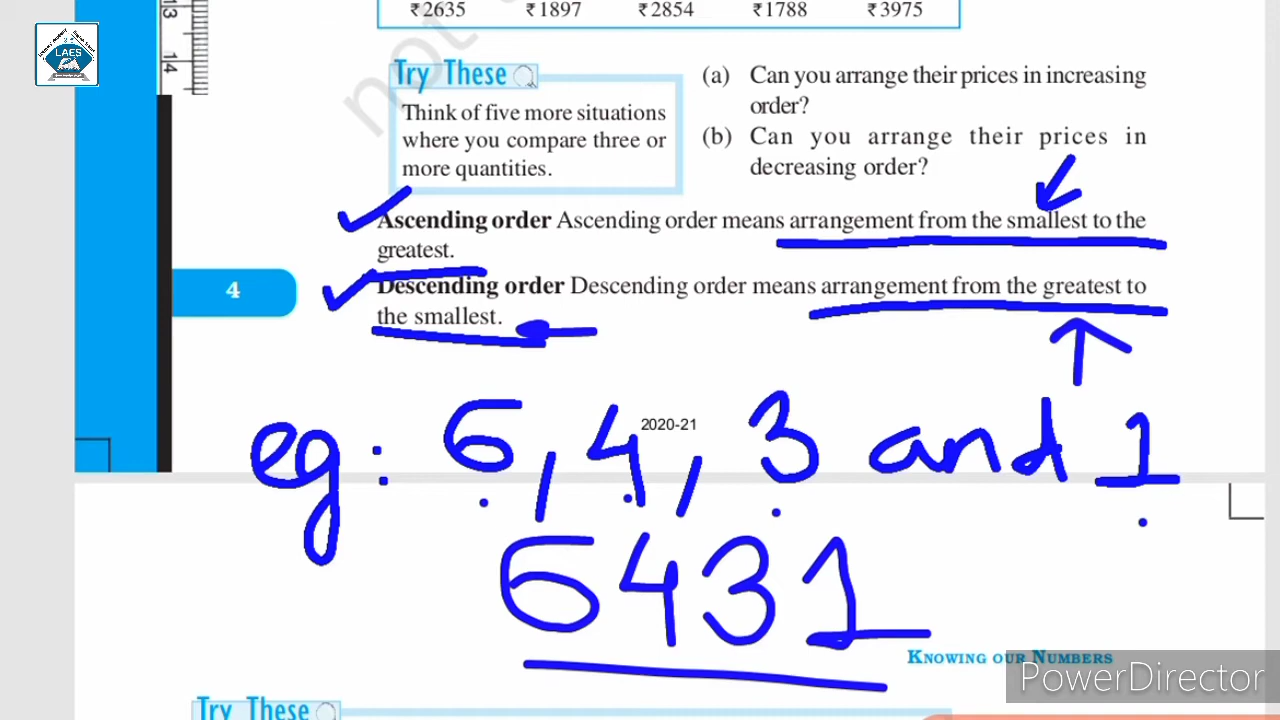 ₹2635 ₹1897 ₹2854 ₹1788 ₹3975
13
14
LAES
not
Try These
Think of five more situations
where you compare three or
more quantities.
(a) Can you arrange their prices in increasing
order?
(b) Can you arrange their prices in
decreasing order?
Ascending order Ascending order means arrangement from the smallest to the
greatest.
Descending order Descending order means arrangement from the greatest to
the smallest.
4
eg: 6, 4, 3 and 1
2020-21
6431
KNOWING OUR NUMBERS
PowerDirector
Try These